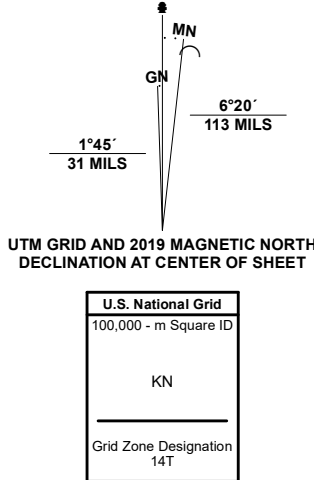 MN
GN
6°20´
113 MILS
1°45´
31 MILS
UTM GRID AND 2019 MAGNETIC NORTH
DECLINATION AT CENTER OF SHEET
U.S. National Grid
100,000 - m Square ID
KN
Grid Zone Designation
14T